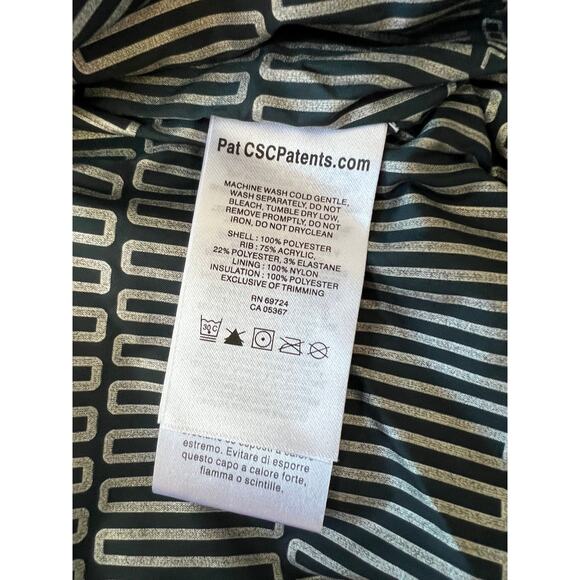 Pat CSCPatents.com
MACHINE WASH COLD GENTLE,
WASH SEPARATELY, DO NOT
BLEACH, TUMBLE DRY LOW,
REMOVE PROMPTLY, DO NOT
IRON, DO NOT DRYCLEAN
SHELL : 100% POLYESTER
RIB : 75% ACRYLIC,
22% POLYESTER, 3% ELASTANE
LINING : 100% NYLON
INSULATION : 100% POLYESTER
EXCLUSIVE OF TRIMMING
RN 69724
CA 05367
30 C
se esposti a calore
estremo. Evitare di esporre
questo capo a calore forte,
fiamma o scintille.